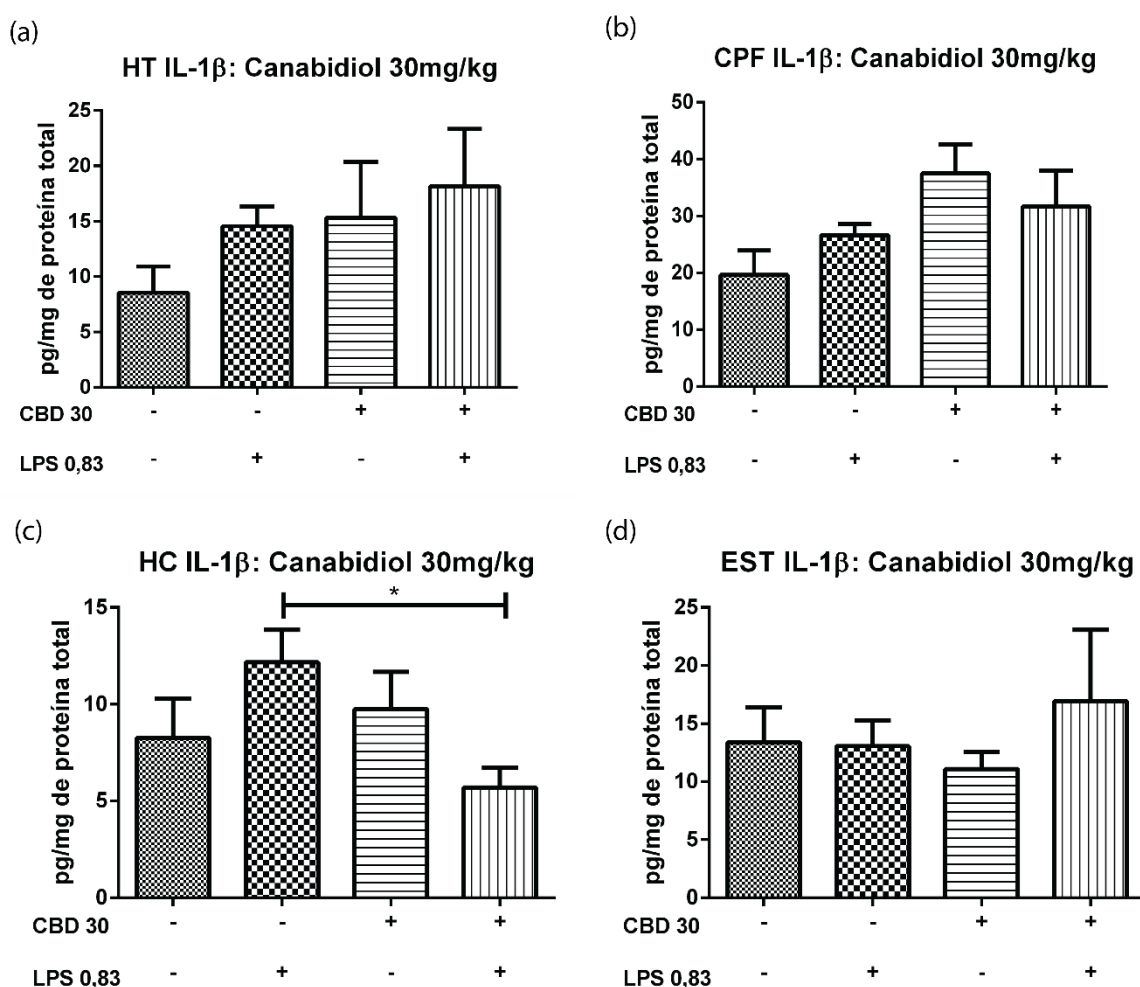 (a)
HT IL-1β: Canabidiol 30mg/kg
pg/mg de proteína total
25
20
15
10
5
0
CBD 30 - - + +
LPS 0,83 - + - +
(b)
CPF IL-1β: Canabidiol 30mg/kg
pg/mg de proteína total
50
40
30
20
10
0
CBD 30 - - + +
LPS 0,83 - + - +
(c)
HC IL-1β: Canabidiol 30mg/kg
*
pg/mg de proteína total
15
10
5
0
CBD 30 - - + +
LPS 0,83 - + - +
(d)
EST IL-1β: Canabidiol 30mg/kg
pg/mg de proteína total
25
20
15
10
5
0
CBD 30 - - + +
LPS 0,83 - + - +